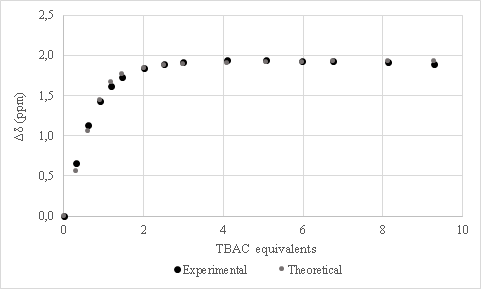 2,5
2,0
1,5
1,0
0,5
0,0
Δδ (ppm)
0 2 4 6 8 10
TBAC equivalents
Experimental Theoretical